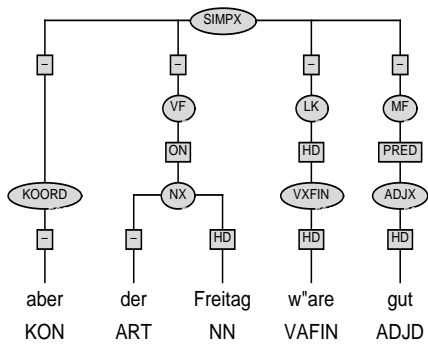 SIMPX
– – – –
VF LK MF
ON HD PRED
KOORD NX VXFIN ADJX
– – HD HD HD
aber der Freitag w"are gut
KON ART NN VAFIN ADJD